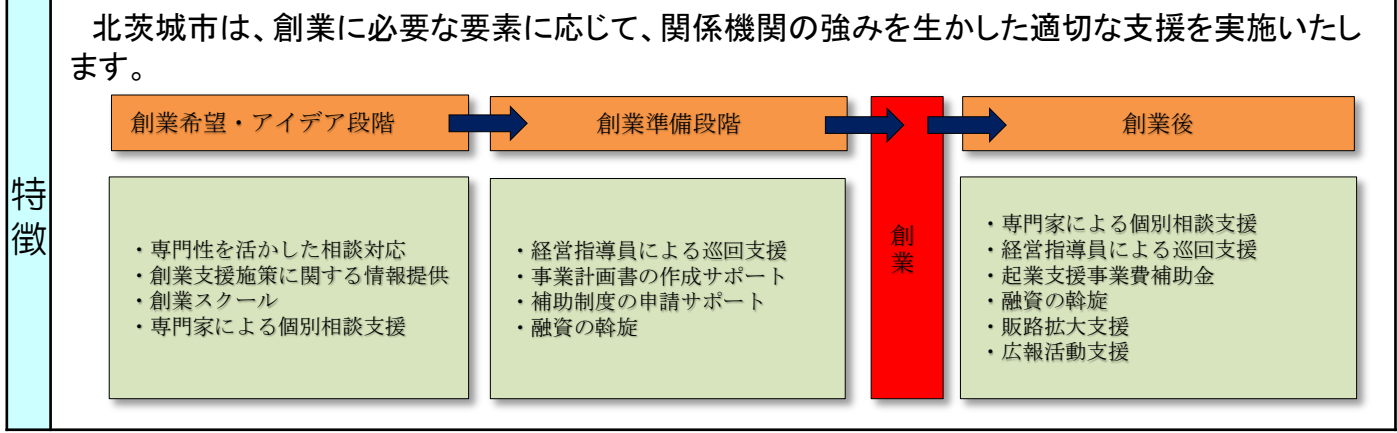 特徴
北茨城市は、創業に必要な要素に応じて、関係機関の強みを生かした適切な支援を実施いたし
ます。
創業希望・アイデア段階
創業準備段階
創業
創業後
・専門性を活かした相談対応
・創業支援施策に関する情報提供
・創業スクール
・専門家による個別相談支援
・経営指導員による巡回支援
・事業計画書の作成サポート
・補助制度の申請サポート
・融資の斡旋
・専門家による個別相談支援
・経営指導員による巡回支援
・起業支援事業費補助金
・融資の斡旋
・販路拡大支援
・広報活動支援